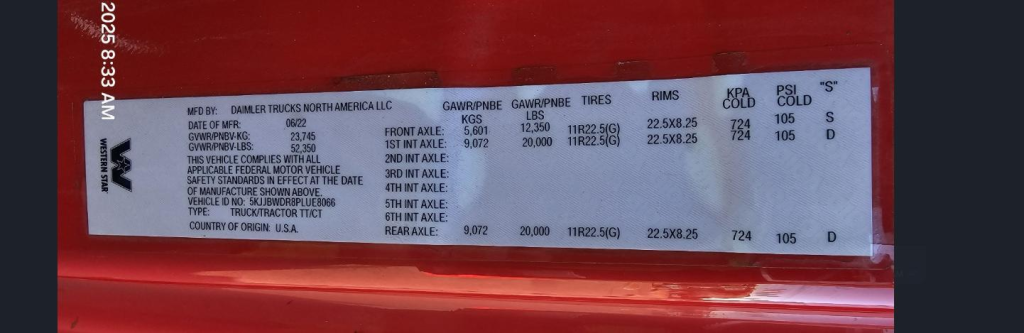 2025 8:33 AM
WESTERN STAR
MFD BY: DAIMLER TRUCKS NORTH AMERICA LLC
DATE OF MFR: 06/22
GVWR/PNBV-KG: 23,745
GVWR/PNBV-LBS: 52,350
THIS VEHICLE COMPLIES WITH ALL
APPLICABLE FEDERAL MOTOR VEHICLE
SAFETY STANDARDS IN EFFECT AT THE DATE
OF MANUFACTURE SHOWN ABOVE.
VEHICLE ID NO: 5KJJBWDR8PLUE8066
TYPE: TRUCK/TRACTOR TT/CT
COUNTRY OF ORIGIN: U.S.A.
GAWR/PNBE KGS GAWR/PNBE LBS TIRES RIMS KPA COLD PSI COLD "S"
FRONT AXLE: 5,601 12,350 11R22.5(G) 22.5X8.25 724 105 S
1ST INT AXLE: 9,072 20,000 11R22.5(G) 22.5X8.25 724 105 D
2ND INT AXLE:
3RD INT AXLE:
4TH INT AXLE:
5TH INT AXLE:
6TH INT AXLE:
REAR AXLE: 9,072 20,000 11R22.5(G) 22.5X8.25 724 105 D